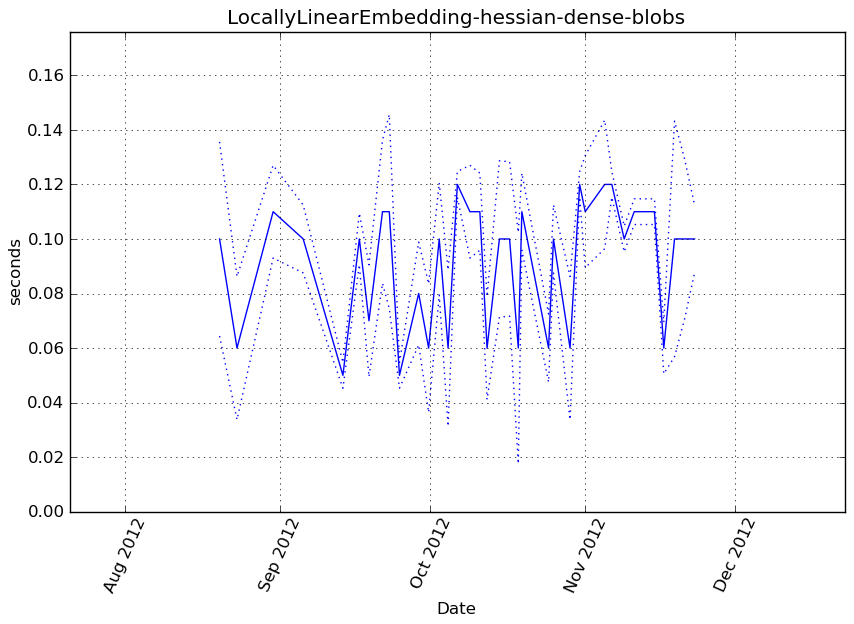 LocallyLinearEmbedding-hessian-dense-blobs
0.16
0.14
0.12
0.10
0.08
0.06
0.04
0.02
0.00
seconds
Aug 2012
Sep 2012
Oct 2012
Nov 2012
Dec 2012
Date